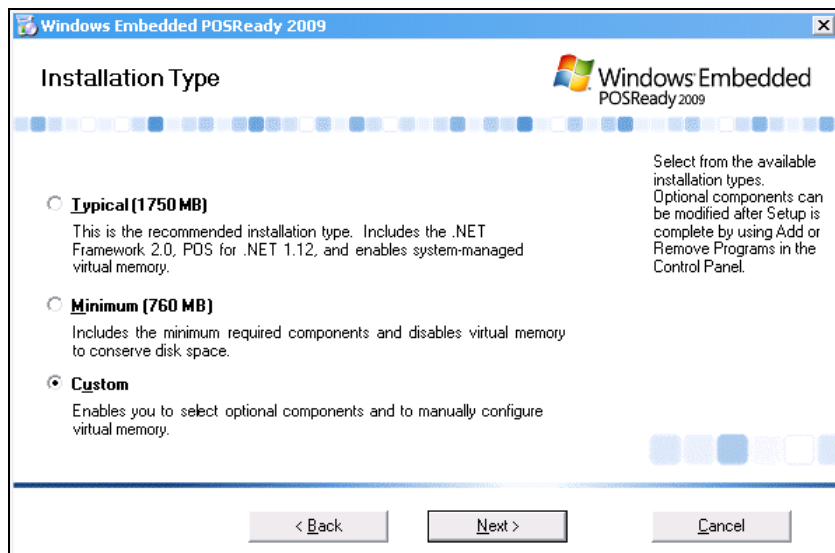 Windows Embedded POSReady 2009
Installation Type
Windows Embedded
POSReady 2009
Select from the available
installation types.
Optional components can
be modified after Setup is
complete by using Add or
Remove Programs in the
Control Panel.
Typical (1750 MB)
This is the recommended installation type. Includes the .NET
Framework 2.0, POS for .NET 1.12, and enables system-managed
virtual memory.
Minimum (760 MB)
Includes the minimum required components and disables virtual memory
to conserve disk space.
Custom
Enables you to select optional components and to manually configure
virtual memory.
< Back
Next >
Cancel